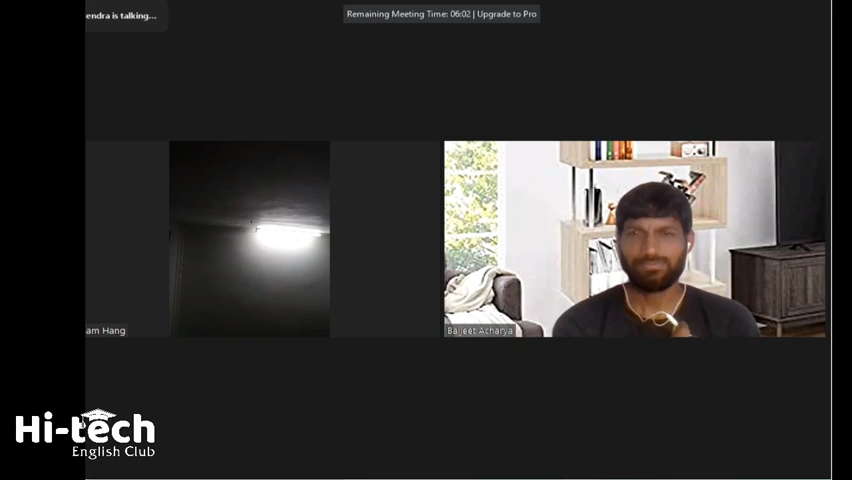 endra is talking...
Remaining Meeting Time: 06:02 | Upgrade to Pro
am Hang
Baljeet Acharya
Hi-tech
English Club